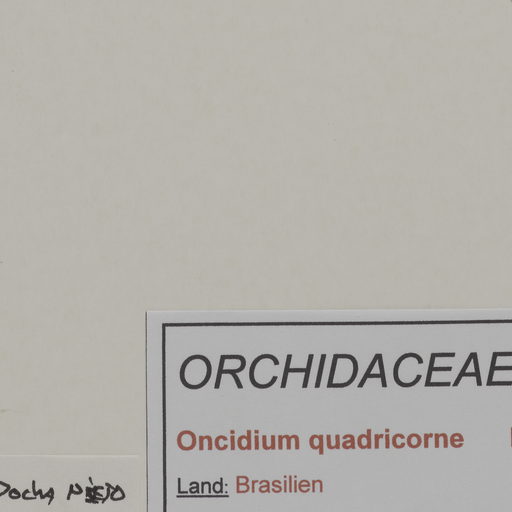 ORCHIDACEAE
Oncidium quadricorne
Land: Brasilien